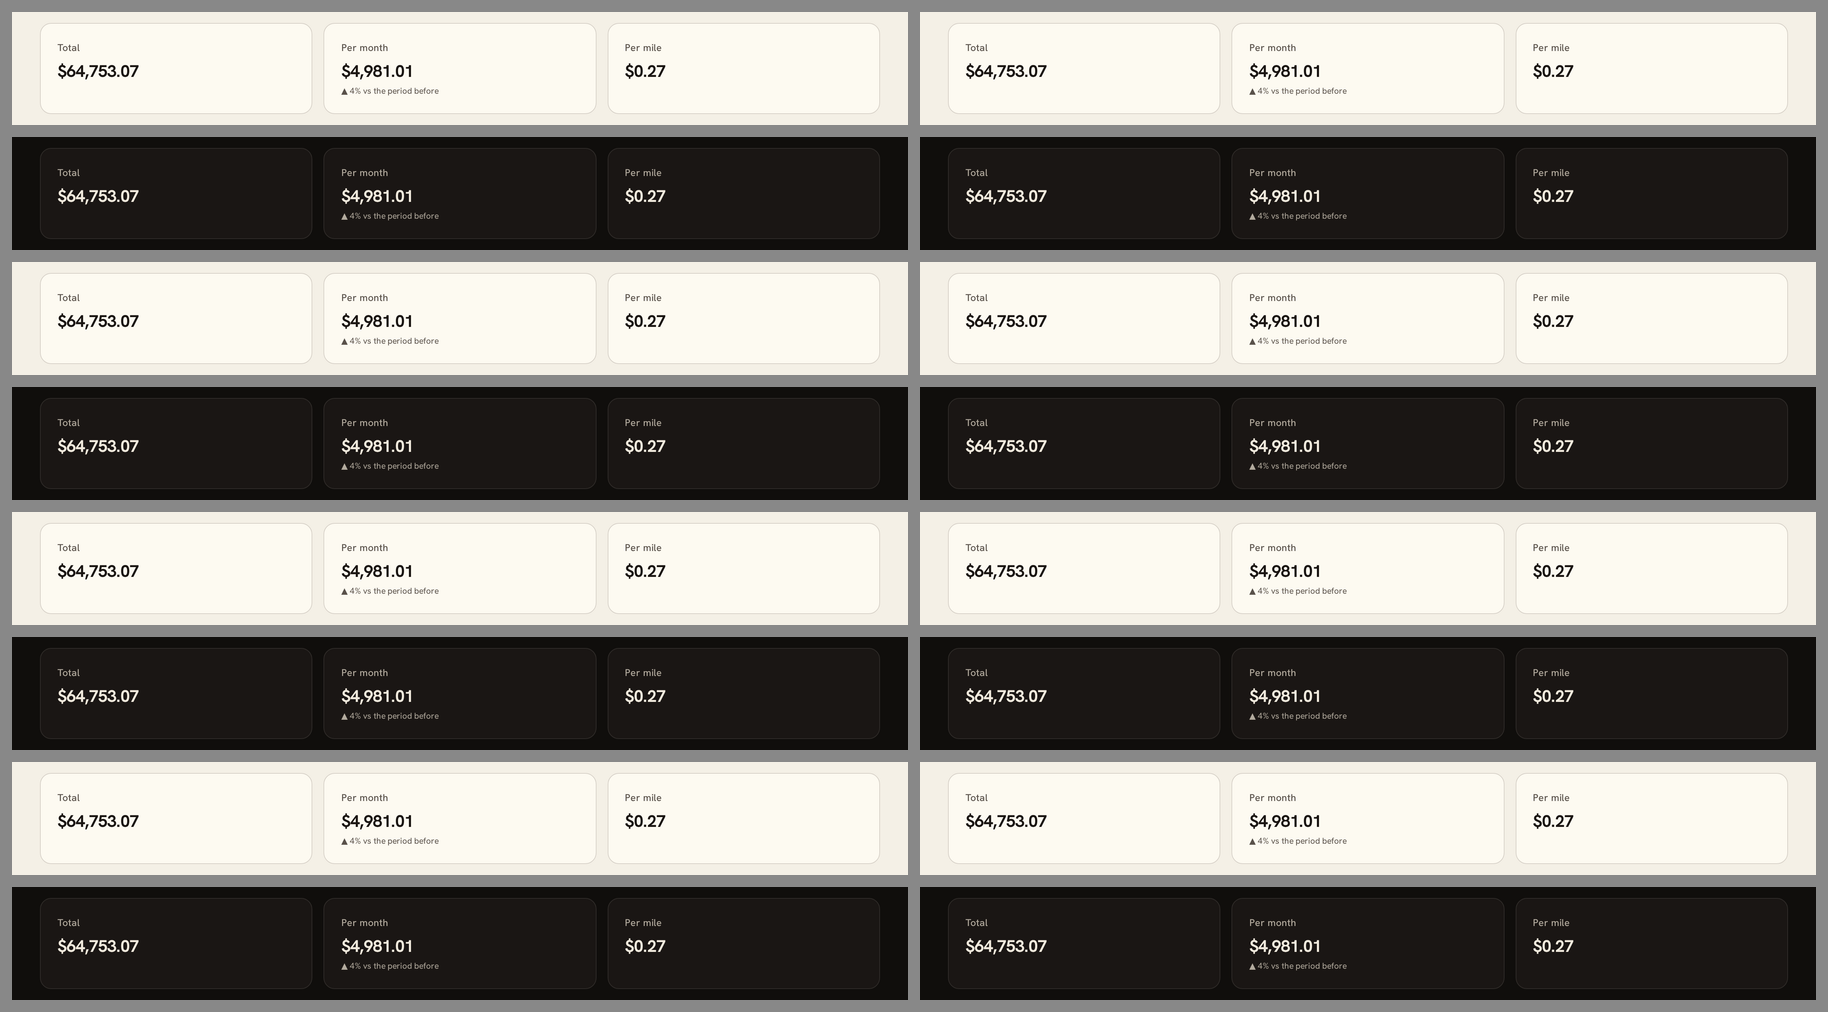 Total Per month Per mile Total Per month Per mile
$64,753.07 $4,981.01 $0.27 $64,753.07 $4,981.01 $0.27
▲ 4% vs the period before ▲ 4% vs the period before
Total Per month Per mile Total Per month Per mile
$64,753.07 $4,981.01 $0.27 $64,753.07 $4,981.01 $0.27
▲ 4% vs the period before ▲ 4% vs the period before
Total Per month Per mile Total Per month Per mile
$64,753.07 $4,981.01 $0.27 $64,753.07 $4,981.01 $0.27
▲ 4% vs the period before ▲ 4% vs the period before
Total Per month Per mile Total Per month Per mile
$64,753.07 $4,981.01 $0.27 $64,753.07 $4,981.01 $0.27
▲ 4% vs the period before ▲ 4% vs the period before
Total Per month Per mile Total Per month Per mile
$64,753.07 $4,981.01 $0.27 $64,753.07 $4,981.01 $0.27
▲ 4% vs the period before ▲ 4% vs the period before
Total Per month Per mile Total Per month Per mile
$64,753.07 $4,981.01 $0.27 $64,753.07 $4,981.01 $0.27
▲ 4% vs the period before ▲ 4% vs the period before
Total Per month Per mile Total Per month Per mile
$64,753.07 $4,981.01 $0.27 $64,753.07 $4,981.01 $0.27
▲ 4% vs the period before ▲ 4% vs the period before
Total Per month Per mile Total Per month Per mile
$64,753.07 $4,981.01 $0.27 $64,753.07 $4,981.01 $0.27
▲ 4% vs the period before ▲ 4% vs the period before